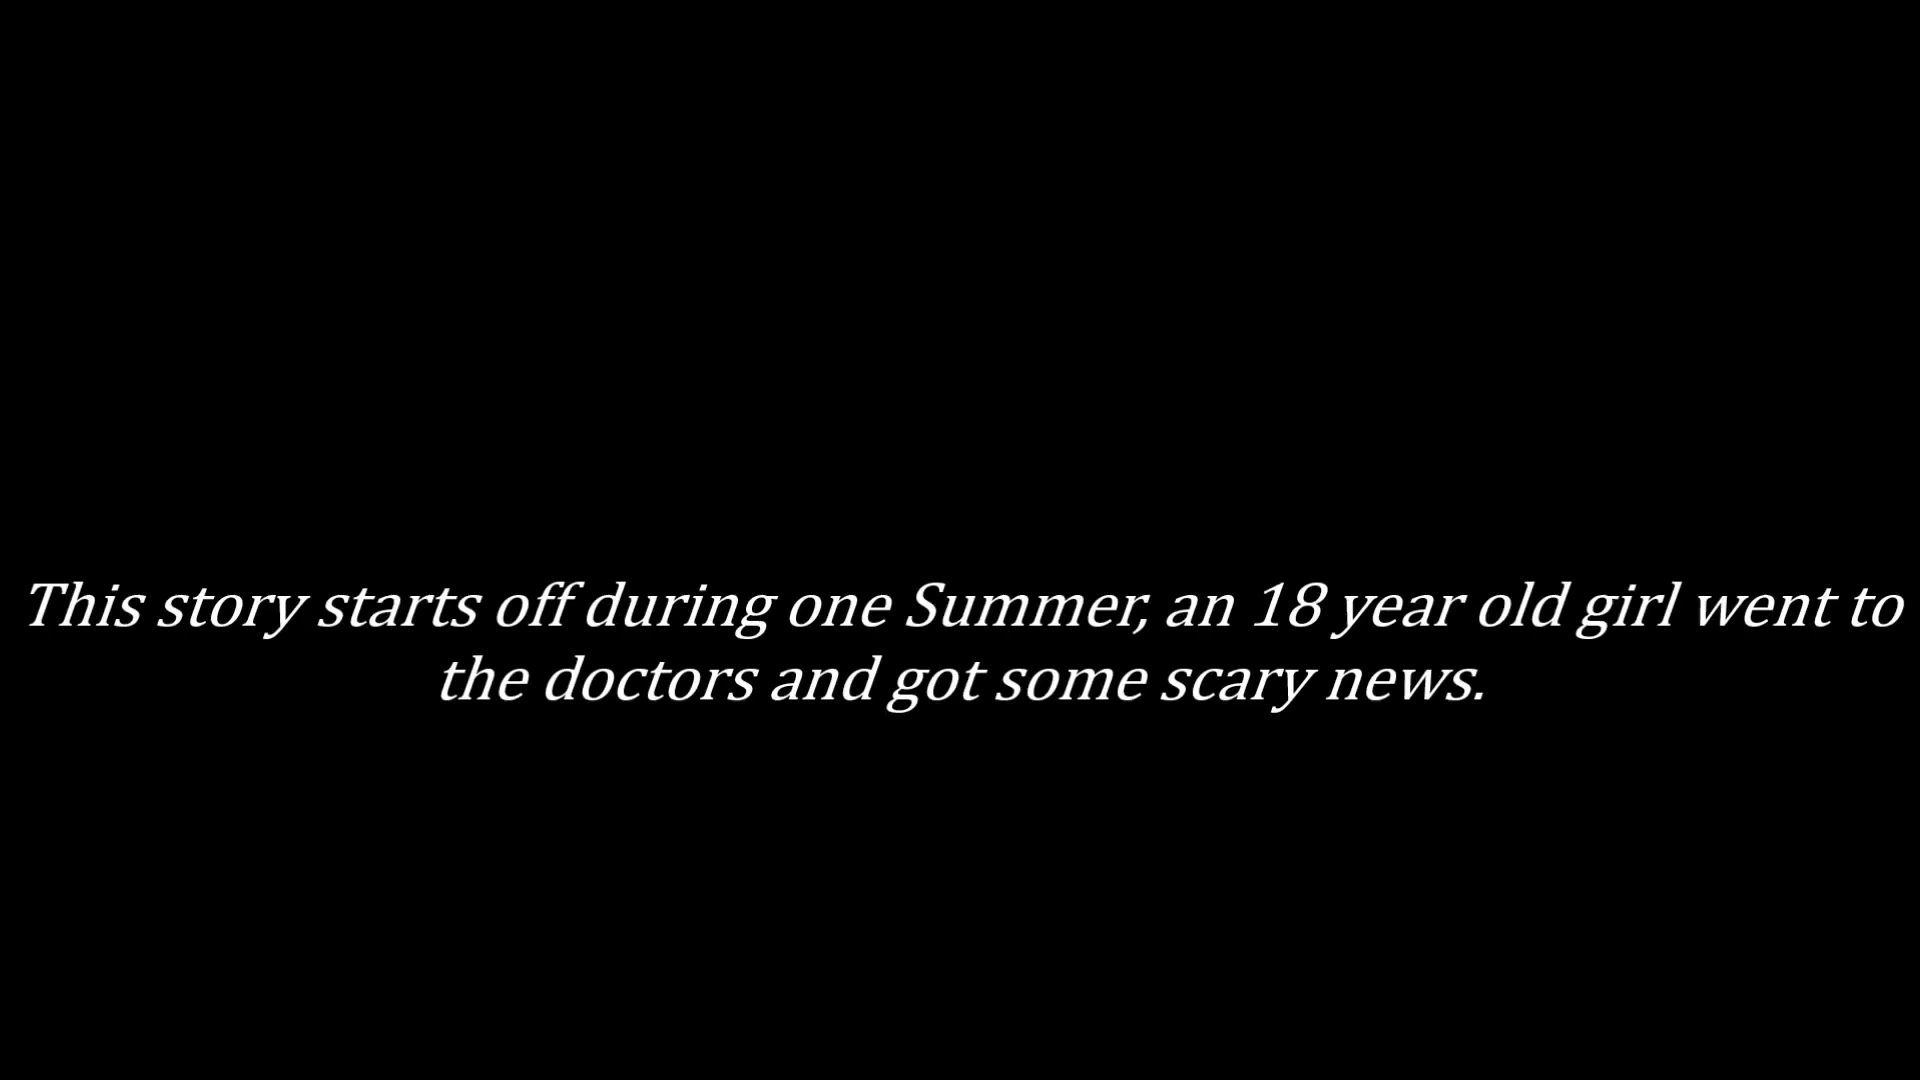 This story starts off during one Summer, an 18 year old girl went to
the doctors and got some scary news.